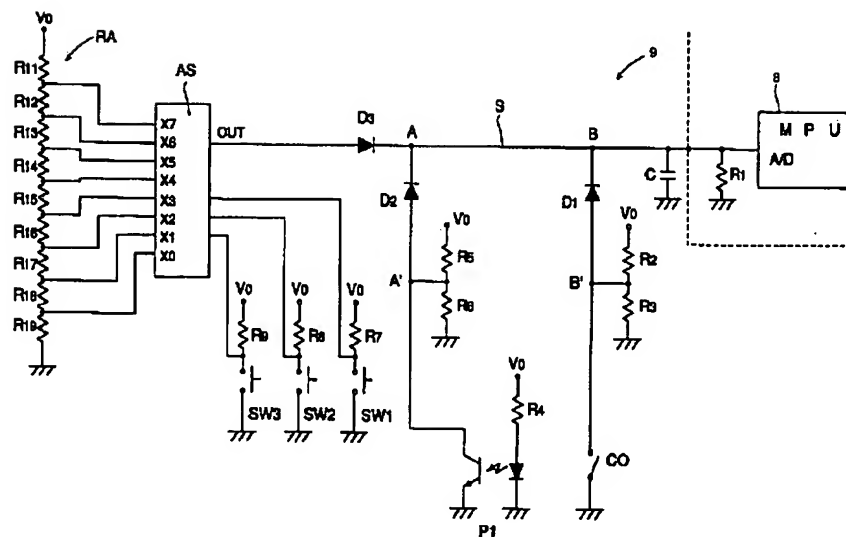 V0
RA
R11
R12
R13
R14
R15
R16
R17
R18
R19
AS
X7
X6
X5
X4
X3
X2
X1
X0
OUT
D3
A
S
B
9
8
M P U
A/D
C
R1
D2
D1
V0
R5
A'
R6
V0
R2
B'
R3
V0
R9
SW3
V0
R8
SW2
V0
R7
SW1
V0
R4
P1
CO